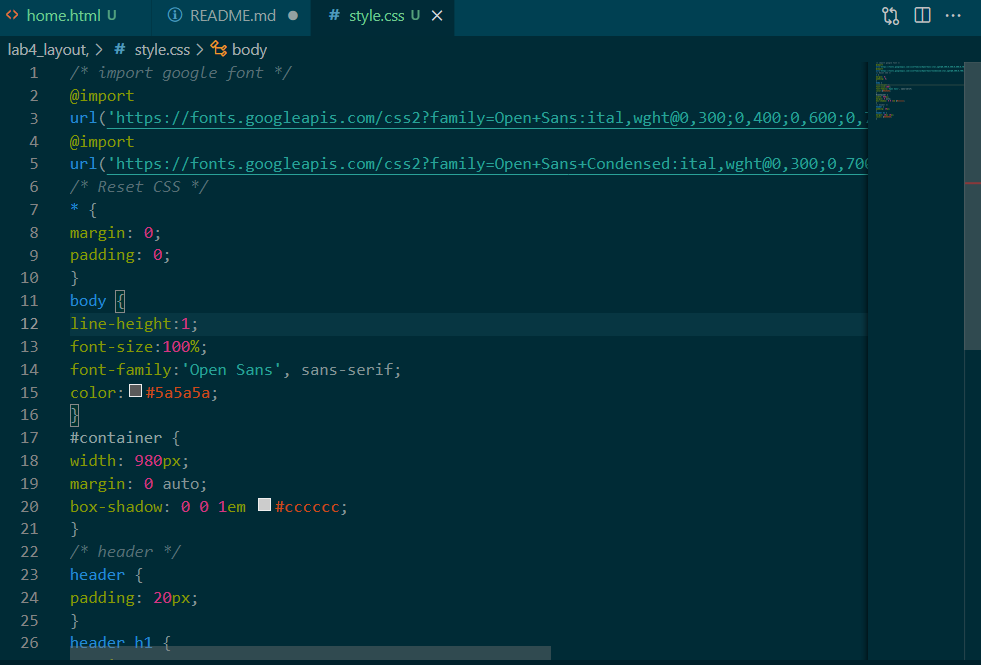 home.html U README.md style.css U
lab4_layout, > # style.css > body
1 /* import google font */
2 @import
3 url('https://fonts.googleapis.com/css2?family=Open+Sans:ital,wght@0,300;0,400;0,600;0,
4 @import
5 url('https://fonts.googleapis.com/css2?family=Open+Sans+Condensed:ital,wght@0,300;0,700
6 /* Reset CSS */
7 * {
8 margin: 0;
9 padding: 0;
10 }
11 body {
12 line-height:1;
13 font-size:100%;
14 font-family:'Open Sans', sans-serif;
15 color:#5a5a5a;
16 }
17 #container {
18 width: 980px;
19 margin: 0 auto;
20 box-shadow: 0 0 1em #cccccc;
21 }
22 /* header */
23 header {
24 padding: 20px;
25 }
26 header h1 {